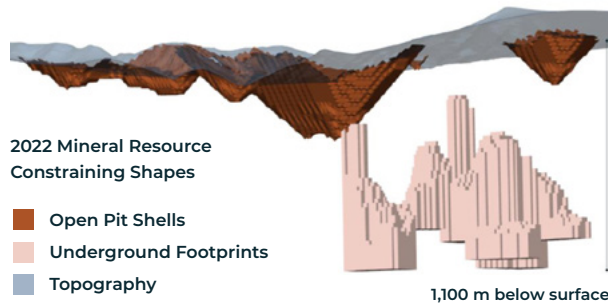 2022 Mineral Resource
Constraining Shapes
Open Pit Shells
Underground Footprints
Topography
1,100 m below surface